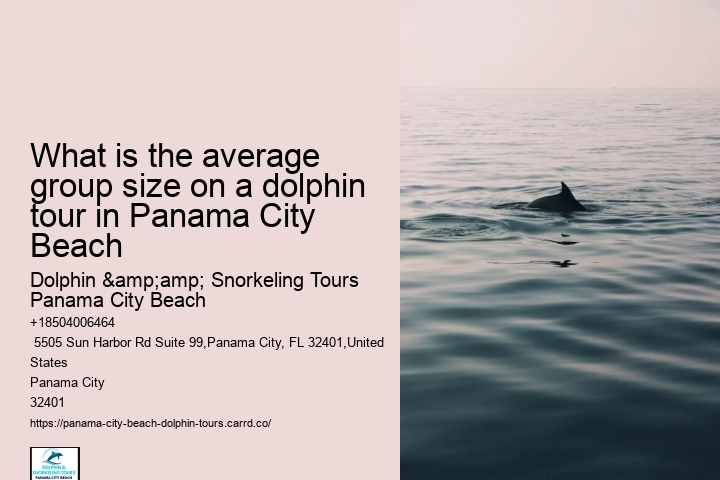 What is the average
group size on a dolphin
tour in Panama City
Beach
Dolphin &amp;amp; Snorkeling Tours
Panama City Beach
+18504006464
5505 Sun Harbor Rd Suite 99,Panama City, FL 32401,United
States
Panama City
32401
https://panama-city-beach-dolphin-tours.carrd.co/
DOLPHIN &
SNORKELING TOURS
PANAMA CITY BEACH